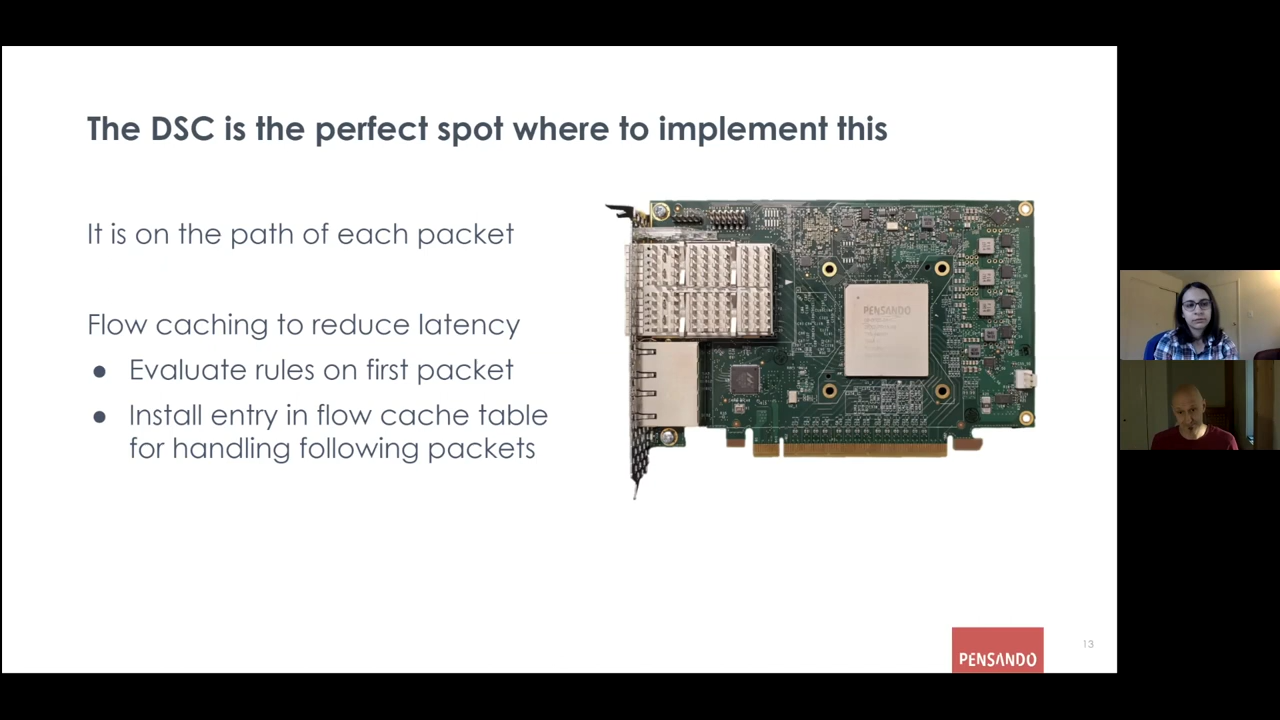 The DSC is the perfect spot where to implement this
It is on the path of each packet
Flow caching to reduce latency
● Evaluate rules on first packet
● Install entry in flow cache table
for handling following packets
PENSANDO
PENSANDO
13